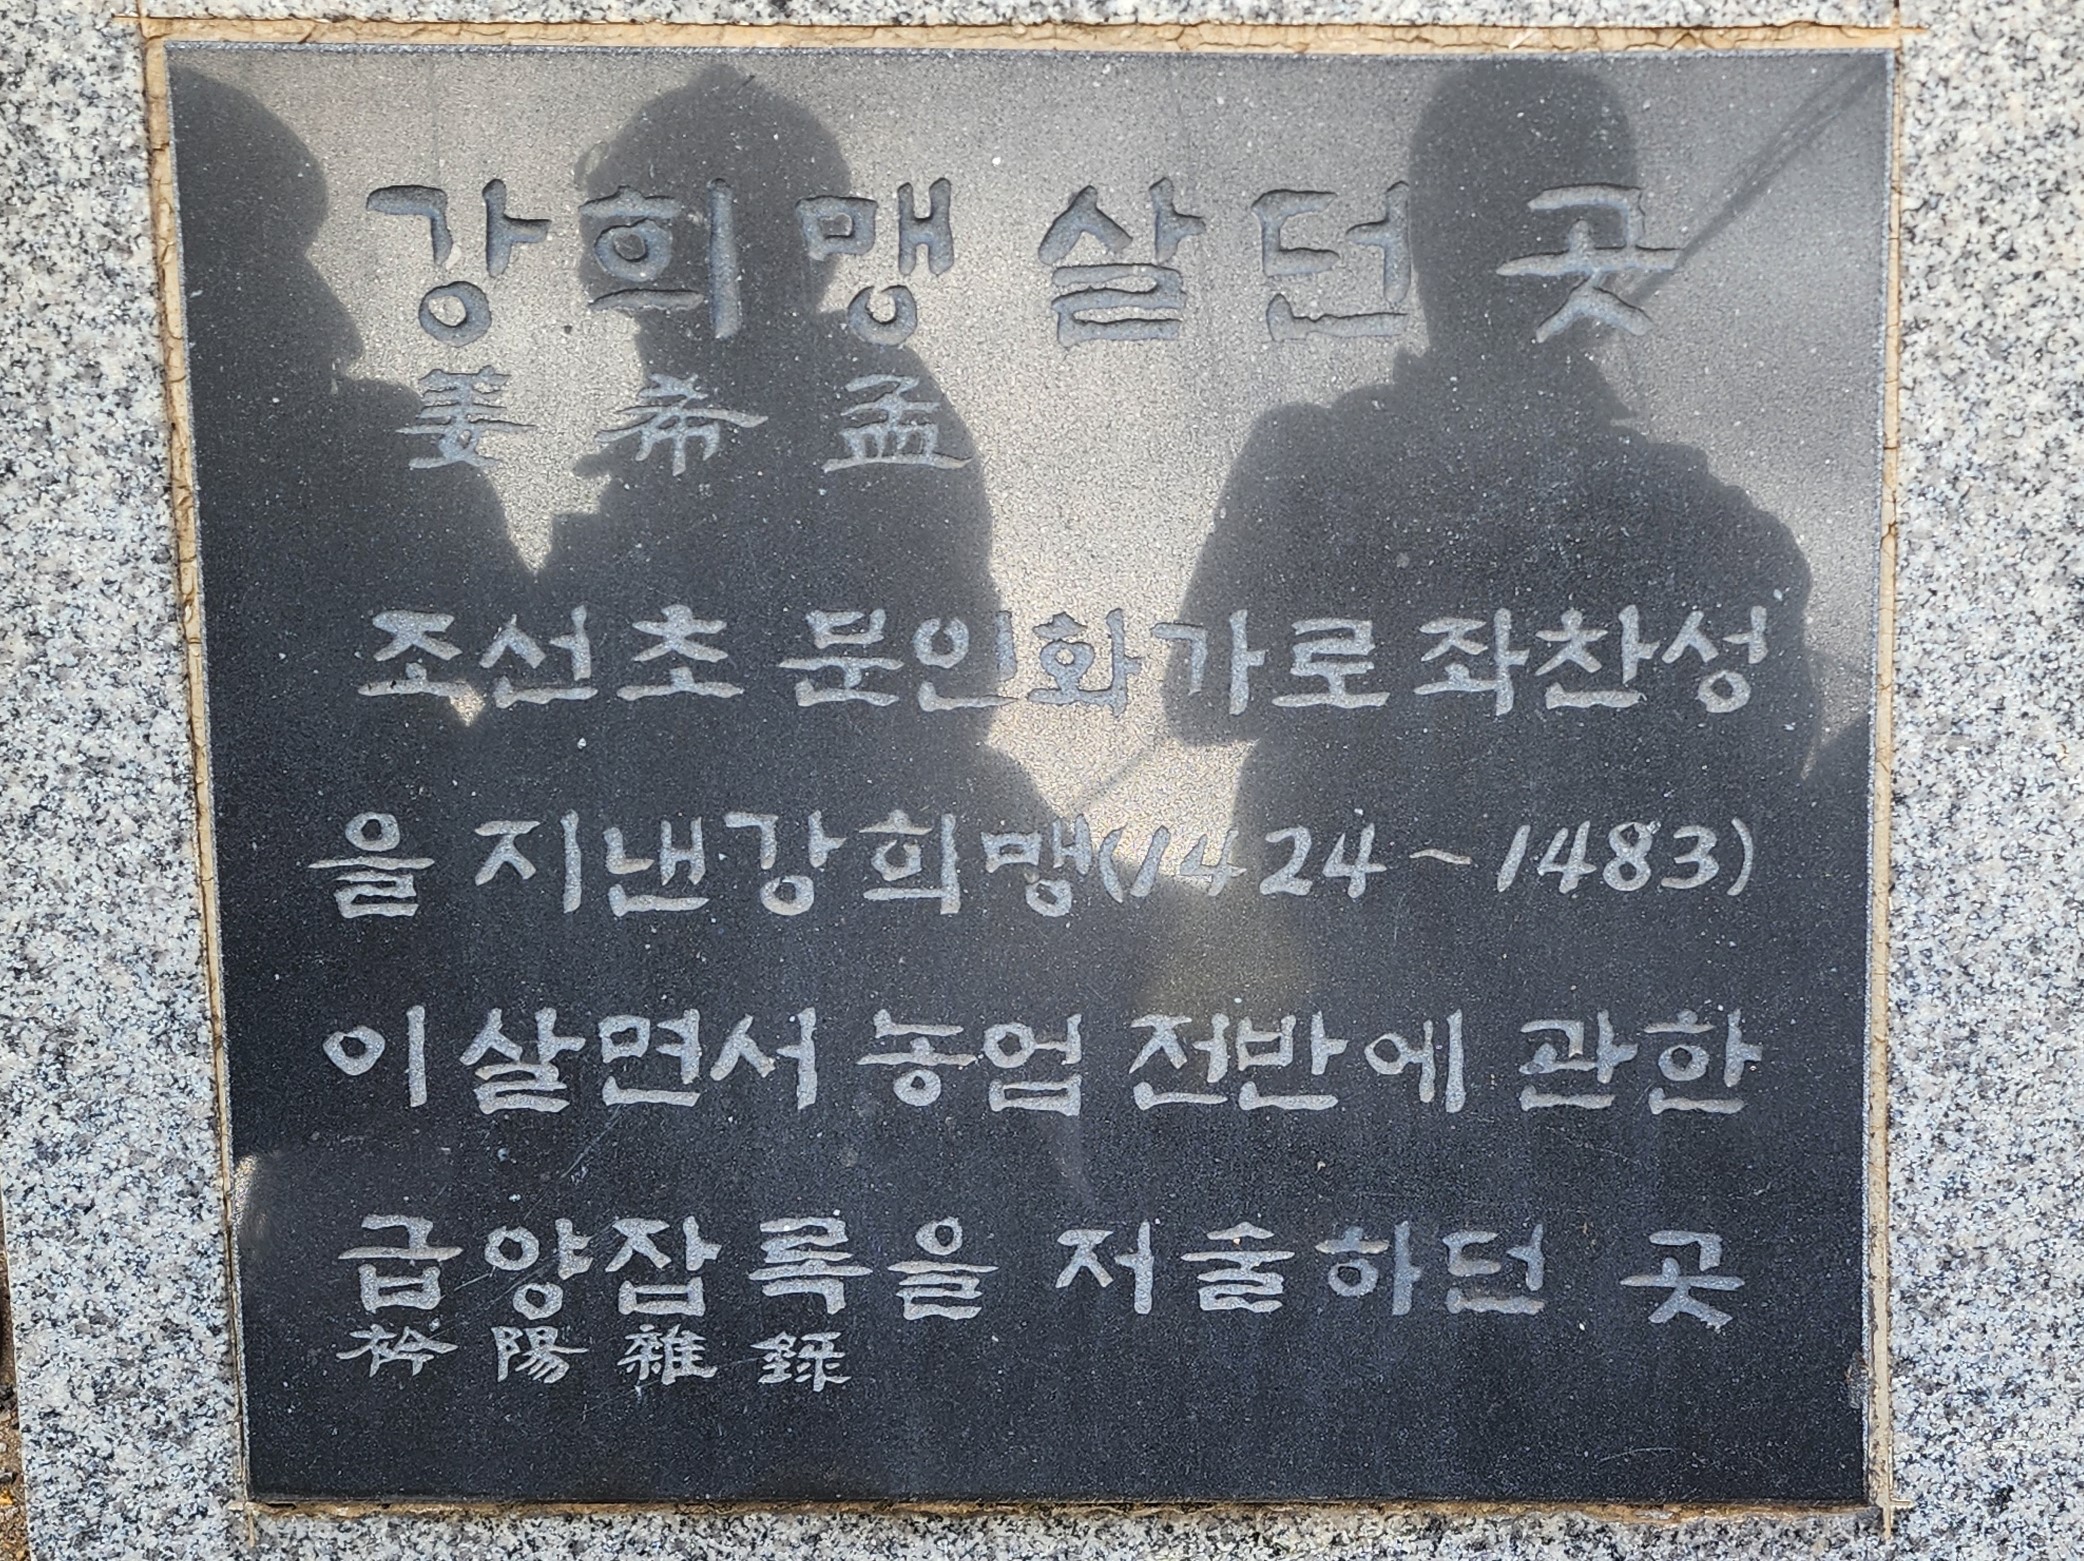 강희맹 살던 곳
姜希孟
조선초 문인화가로 좌찬성
을 지낸 강희맹(1424~1483)
이 살면서 농업 전반에 관한
금양잡록을 저술하던 곳
衿陽雜錄